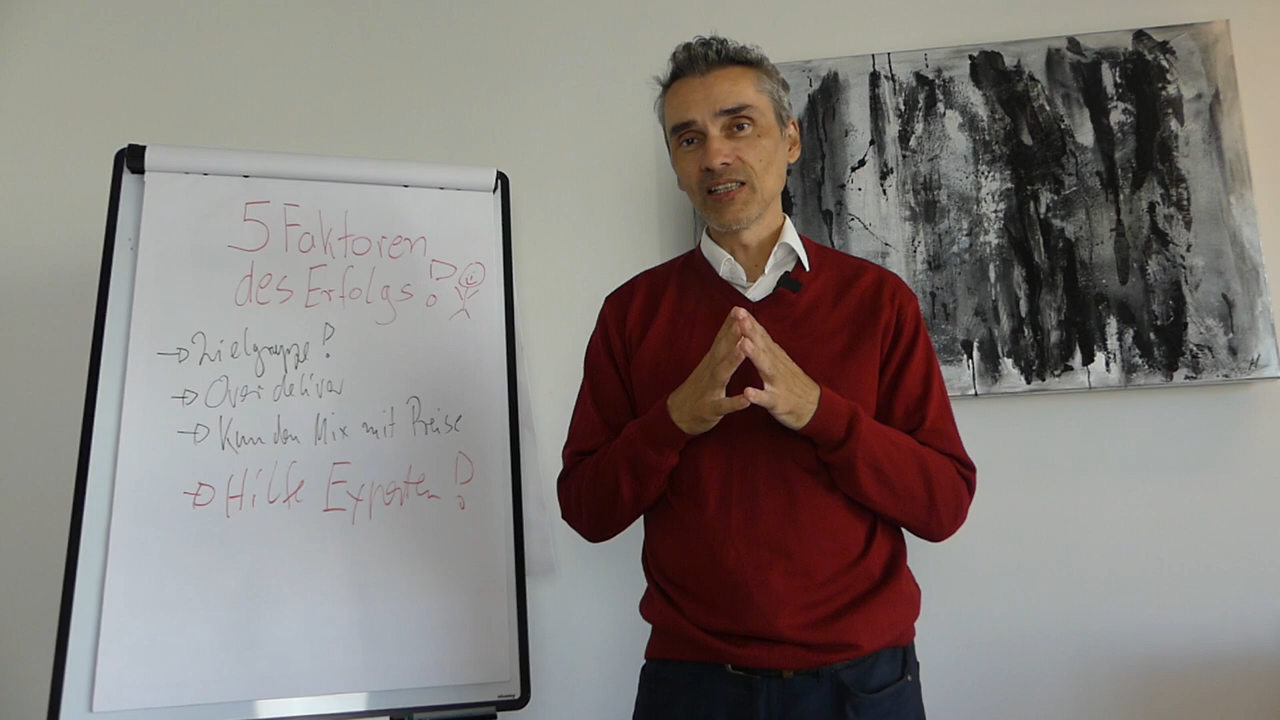 5 Faktoren
des Erfolgs!
→ Zielgruppe!
→ Over deliver
→ Kunden Mix mit Preise
→ Hilfe Experten!